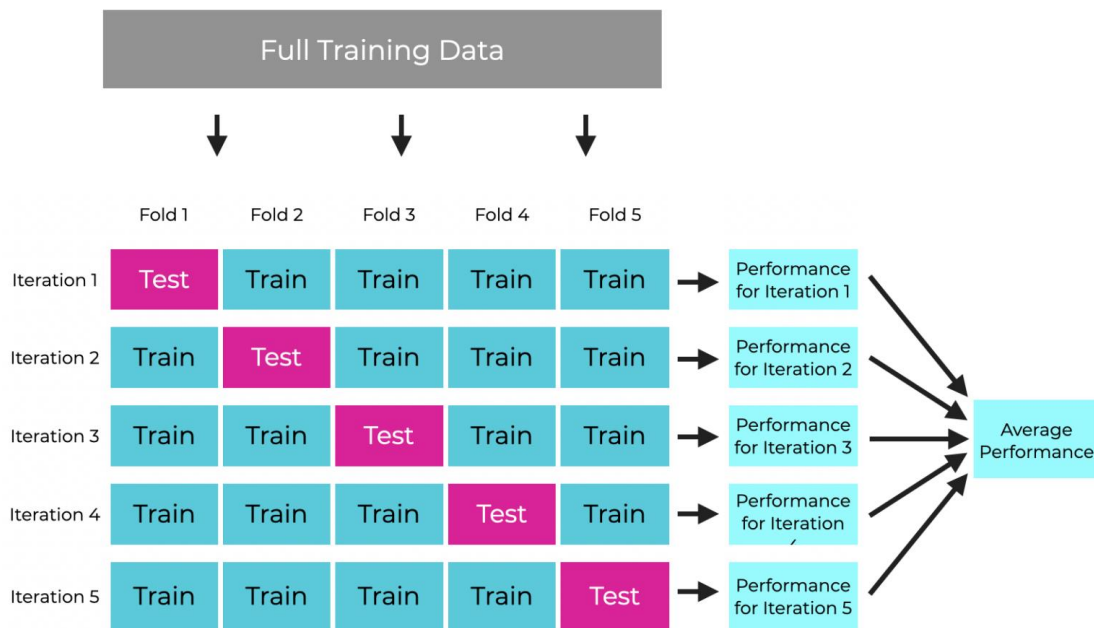 Full Training Data
Fold 1 Fold 2 Fold 3 Fold 4 Fold 5
Iteration 1 Test Train Train Train Train Performance for Iteration 1
Iteration 2 Train Test Train Train Train Performance for Iteration 2
Iteration 3 Train Train Test Train Train Performance for Iteration 3
Average Performance
Iteration 4 Train Train Train Test Train Performance for Iteration
Iteration 5 Train Train Train Train Test Performance for Iteration 5